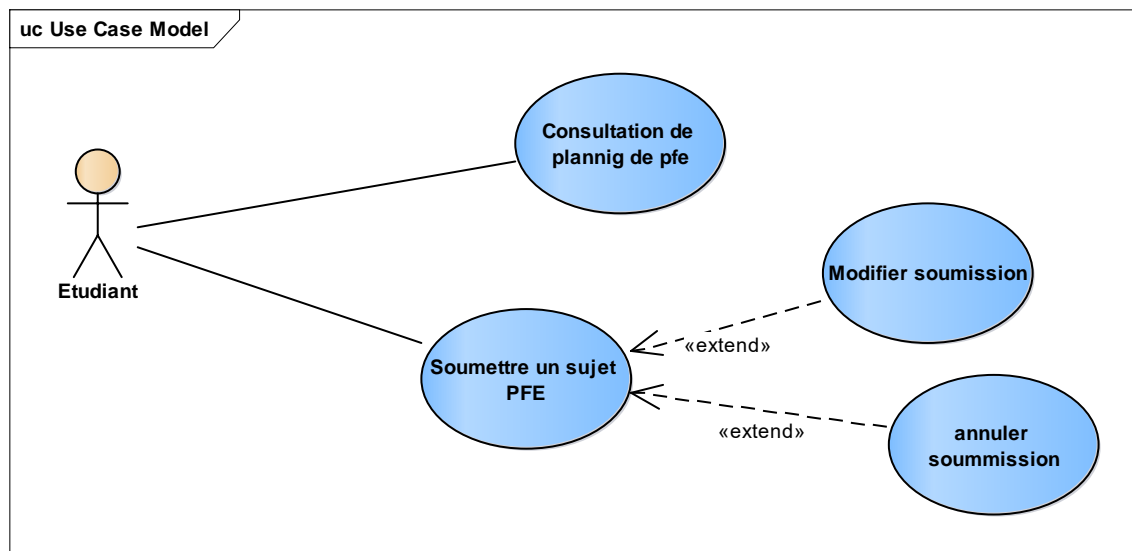 uc Use Case Model
Consultation de
plannig de pfe
Etudiant
Modifier soumission
«extend»
Soumettre un sujet
PFE
«extend»
annuler
soummission